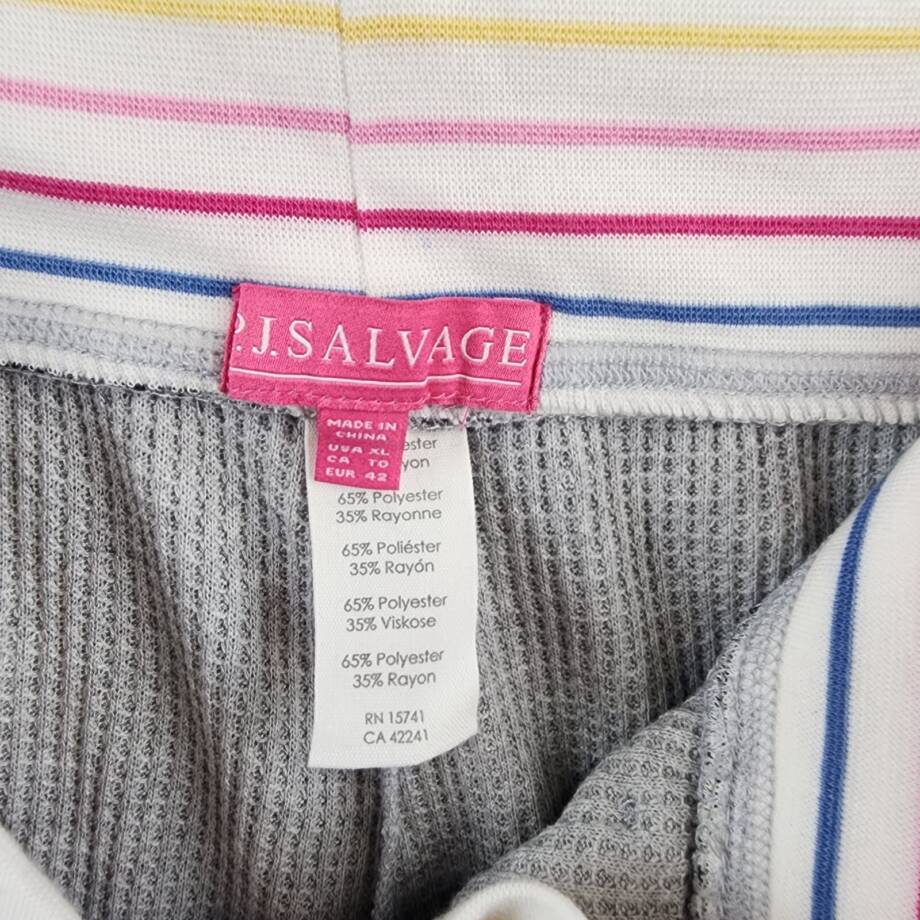 P.J.SALVAGE
MADE IN
CHINA
USA XL
CA TG
EUR 42
65% Polyester
35% Rayonne
65% Poliéster
35% Rayón
65% Polyester
35% Viskose
65% Polyester
35% Rayon
RN 15741
CA 42241